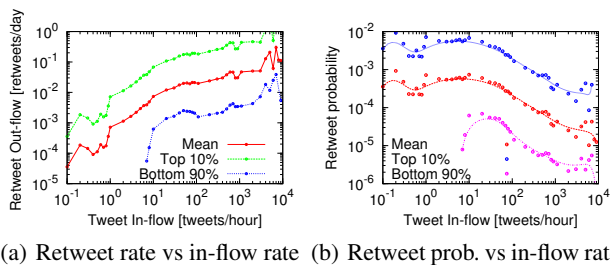 10^0
10^-1
10^-2
10^-3
10^-4
10^-5
Retweet Out-flow [retweets/day]
Mean
Top 10%
Bottom 90%
10^-1 10^0 10^1 10^2 10^3 10^4
Tweet In-flow [tweets/hour]
(a) Retweet rate vs in-flow rate
10^-2
10^-3
10^-4
10^-5
10^-6
Retweet probability
Mean
Top 10%
Bottom 90%
10^-1 10^0 10^1 10^2 10^3 10^4
Tweet In-flow [tweets/hour]
(b) Retweet prob. vs in-flow rat